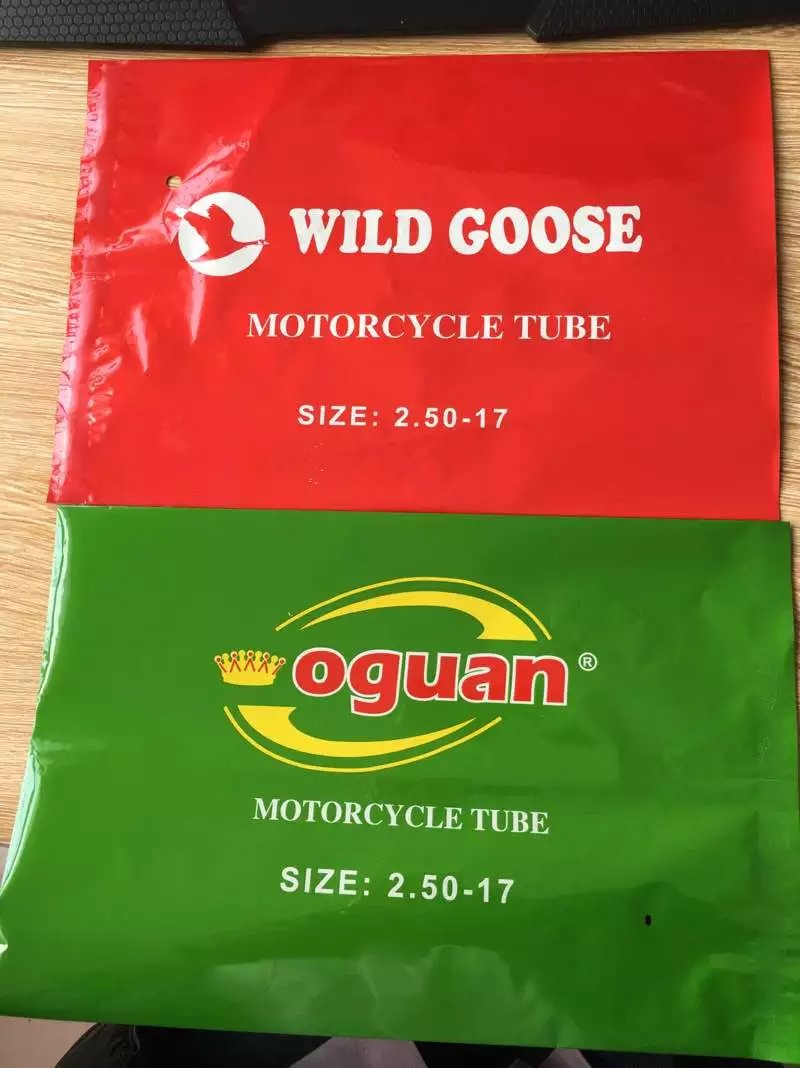 WILD GOOSE
MOTORCYCLE TUBE
SIZE: 2.50-17
oguan®
MOTORCYCLE TUBE
SIZE: 2.50-17